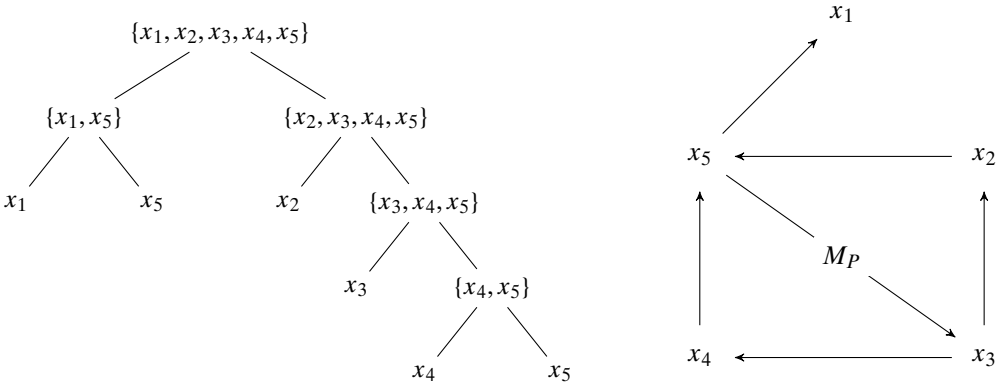 {x₁, x₂, x₃, x₄, x₅}
{x₁, x₅} {x₂, x₃, x₄, x₅}
x₁ x₅ x₂ {x₃, x₄, x₅}
x₃ {x₄, x₅}
x₄ x₅
x₁
x₅ x₂
M_P
x₄ x₃